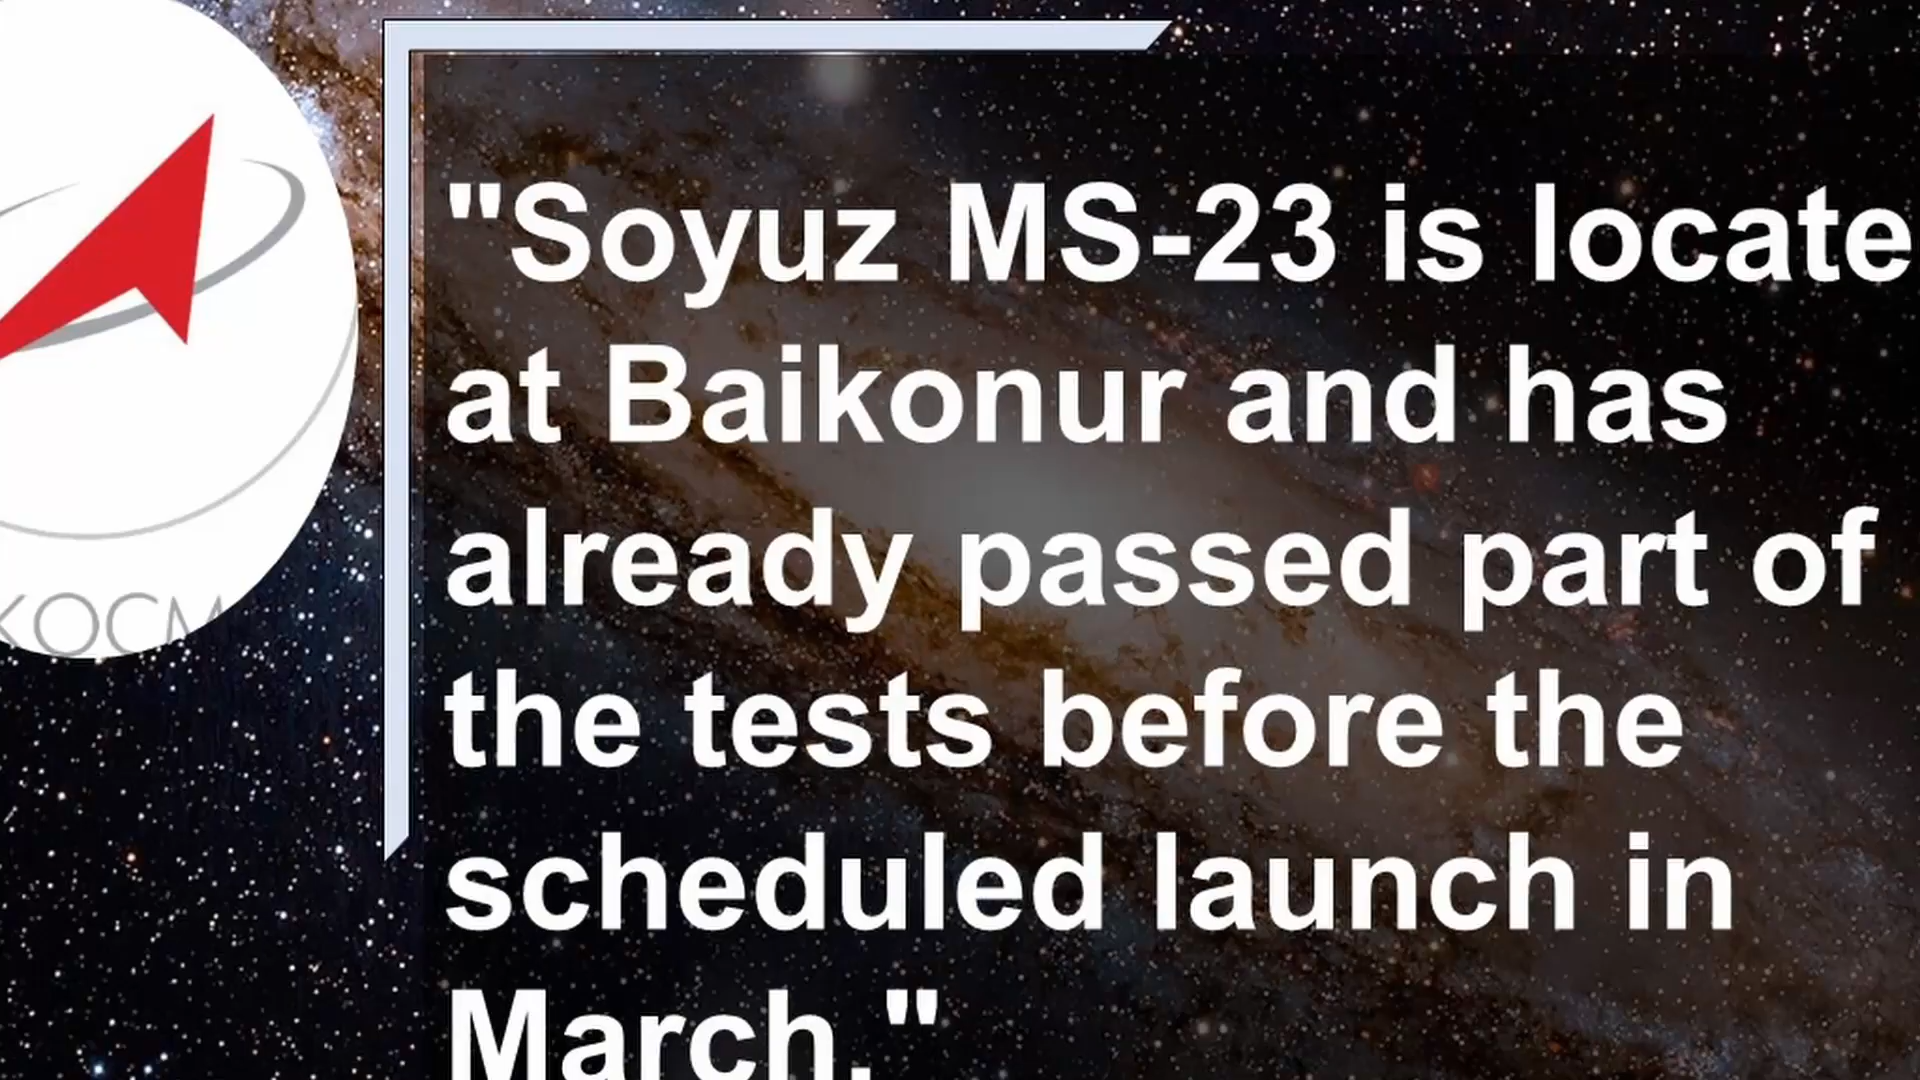 "Soyuz MS-23 is locate
at Baikonur and has
already passed part of
the tests before the
scheduled launch in
March."
КОСМ